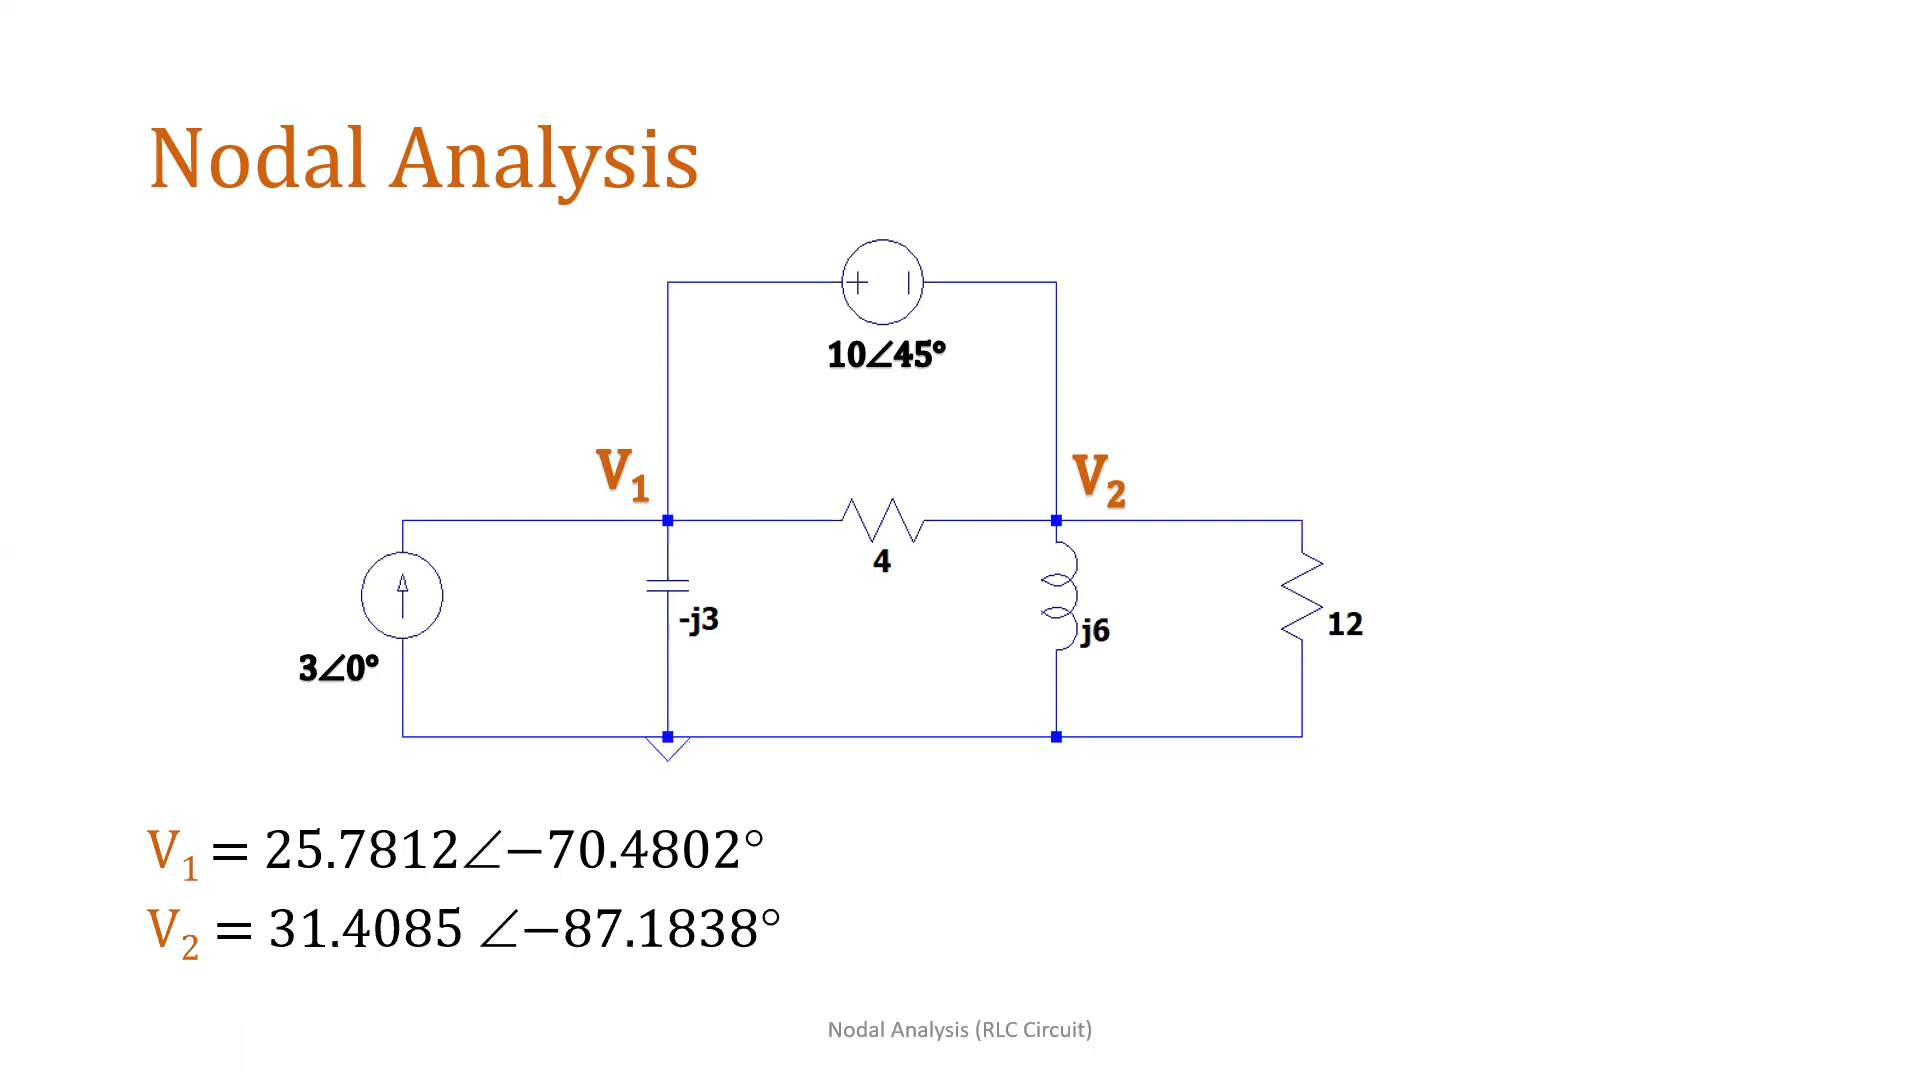 Nodal Analysis
10∠45°
V₁
V₂
4
-j3
j6
12
3∠0°
V₁ = 25.7812∠−70.4802°
V₂ = 31.4085 ∠−87.1838°
Nodal Analysis (RLC Circuit)